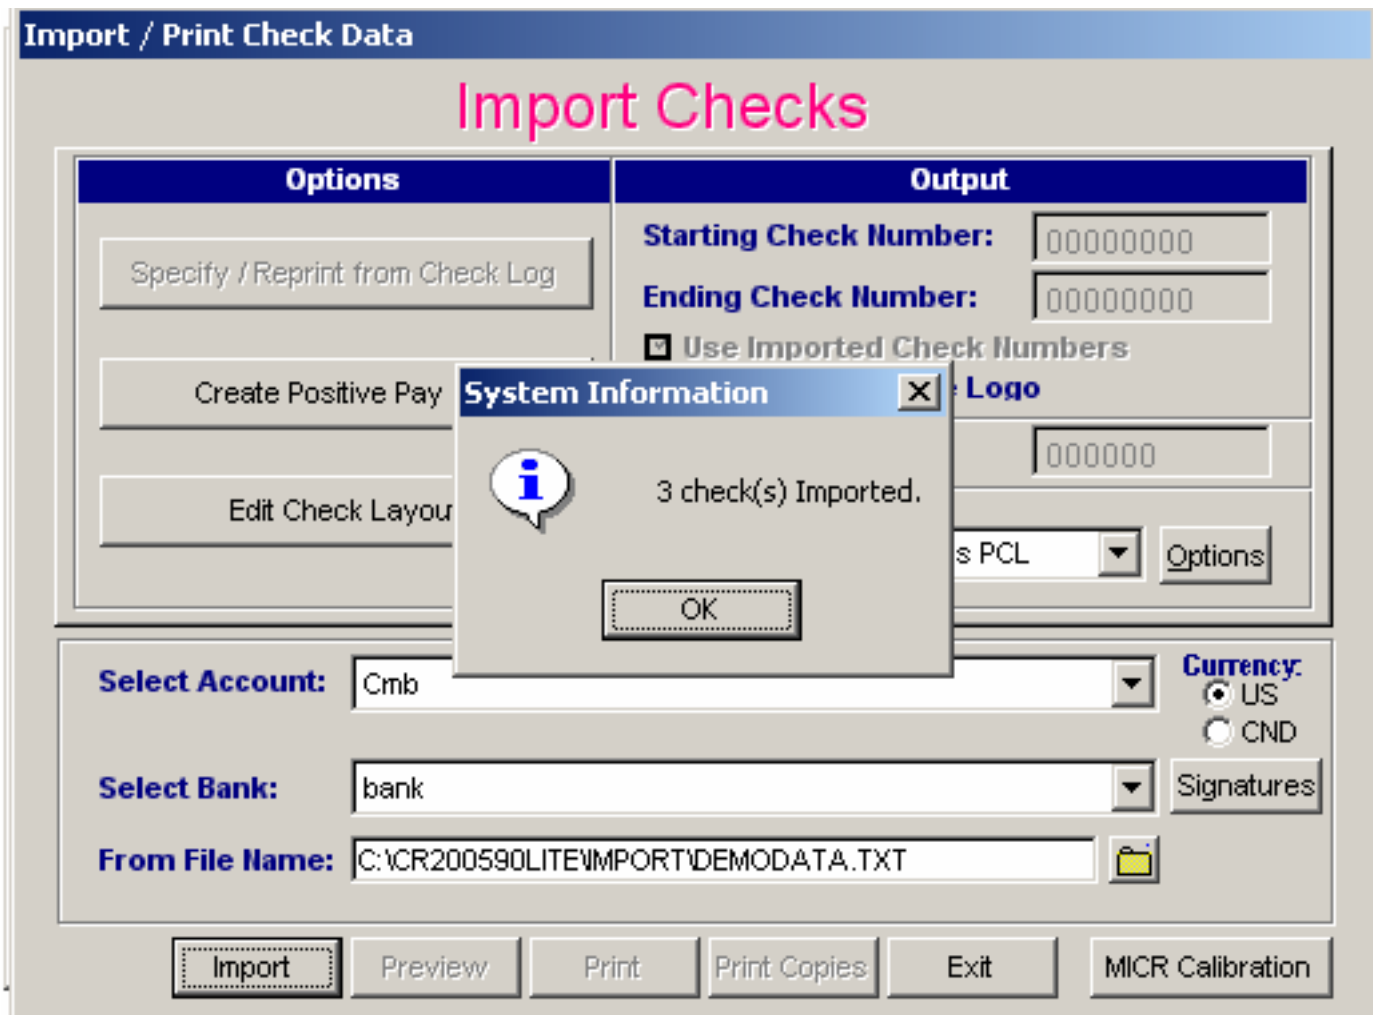 Import / Print Check Data
Import Checks
Options
Output
Specify / Reprint from Check Log
Starting Check Number: 00000000
Ending Check Number: 00000000
Use Imported Check Numbers
Create Positive Pay
Logo
000000
Edit Check Layou
s PCL
Options
System Information
3 check(s) Imported.
OK
Select Account: Cmb
Currency:
US
CND
Select Bank: bank
Signatures
From File Name: C:\CR200590LITE\IMPORT\DEMODATA.TXT
Import
Preview
Print
Print Copies
Exit
MICR Calibration